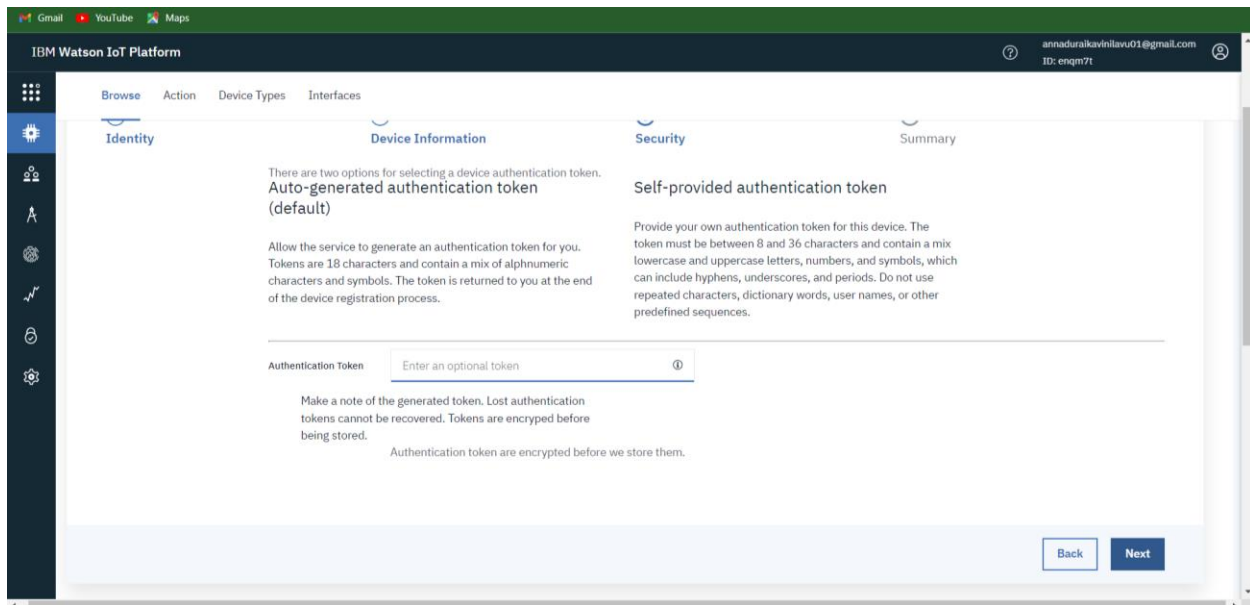 Gmail YouTube Maps
IBM Watson IoT Platform
annaduraikavinilavu01@gmail.com
ID: enqm7t
Browse Action Device Types Interfaces
Identity Device Information Security Summary
There are two options for selecting a device authentication token.
Auto-generated authentication token
(default)
Allow the service to generate an authentication token for you.
Tokens are 18 characters and contain a mix of alphnumeric
characters and symbols. The token is returned to you at the end
of the device registration process.
Self-provided authentication token
Provide your own authentication token for this device. The
token must be between 8 and 36 characters and contain a mix
lowercase and uppercase letters, numbers, and symbols, which
can include hyphens, underscores, and periods. Do not use
repeated characters, dictionary words, user names, or other
predefined sequences.
Authentication Token Enter an optional token
Make a note of the generated token. Lost authentication
tokens cannot be recovered. Tokens are encryped before
being stored.
Authentication token are encrypted before we store them.
Back Next